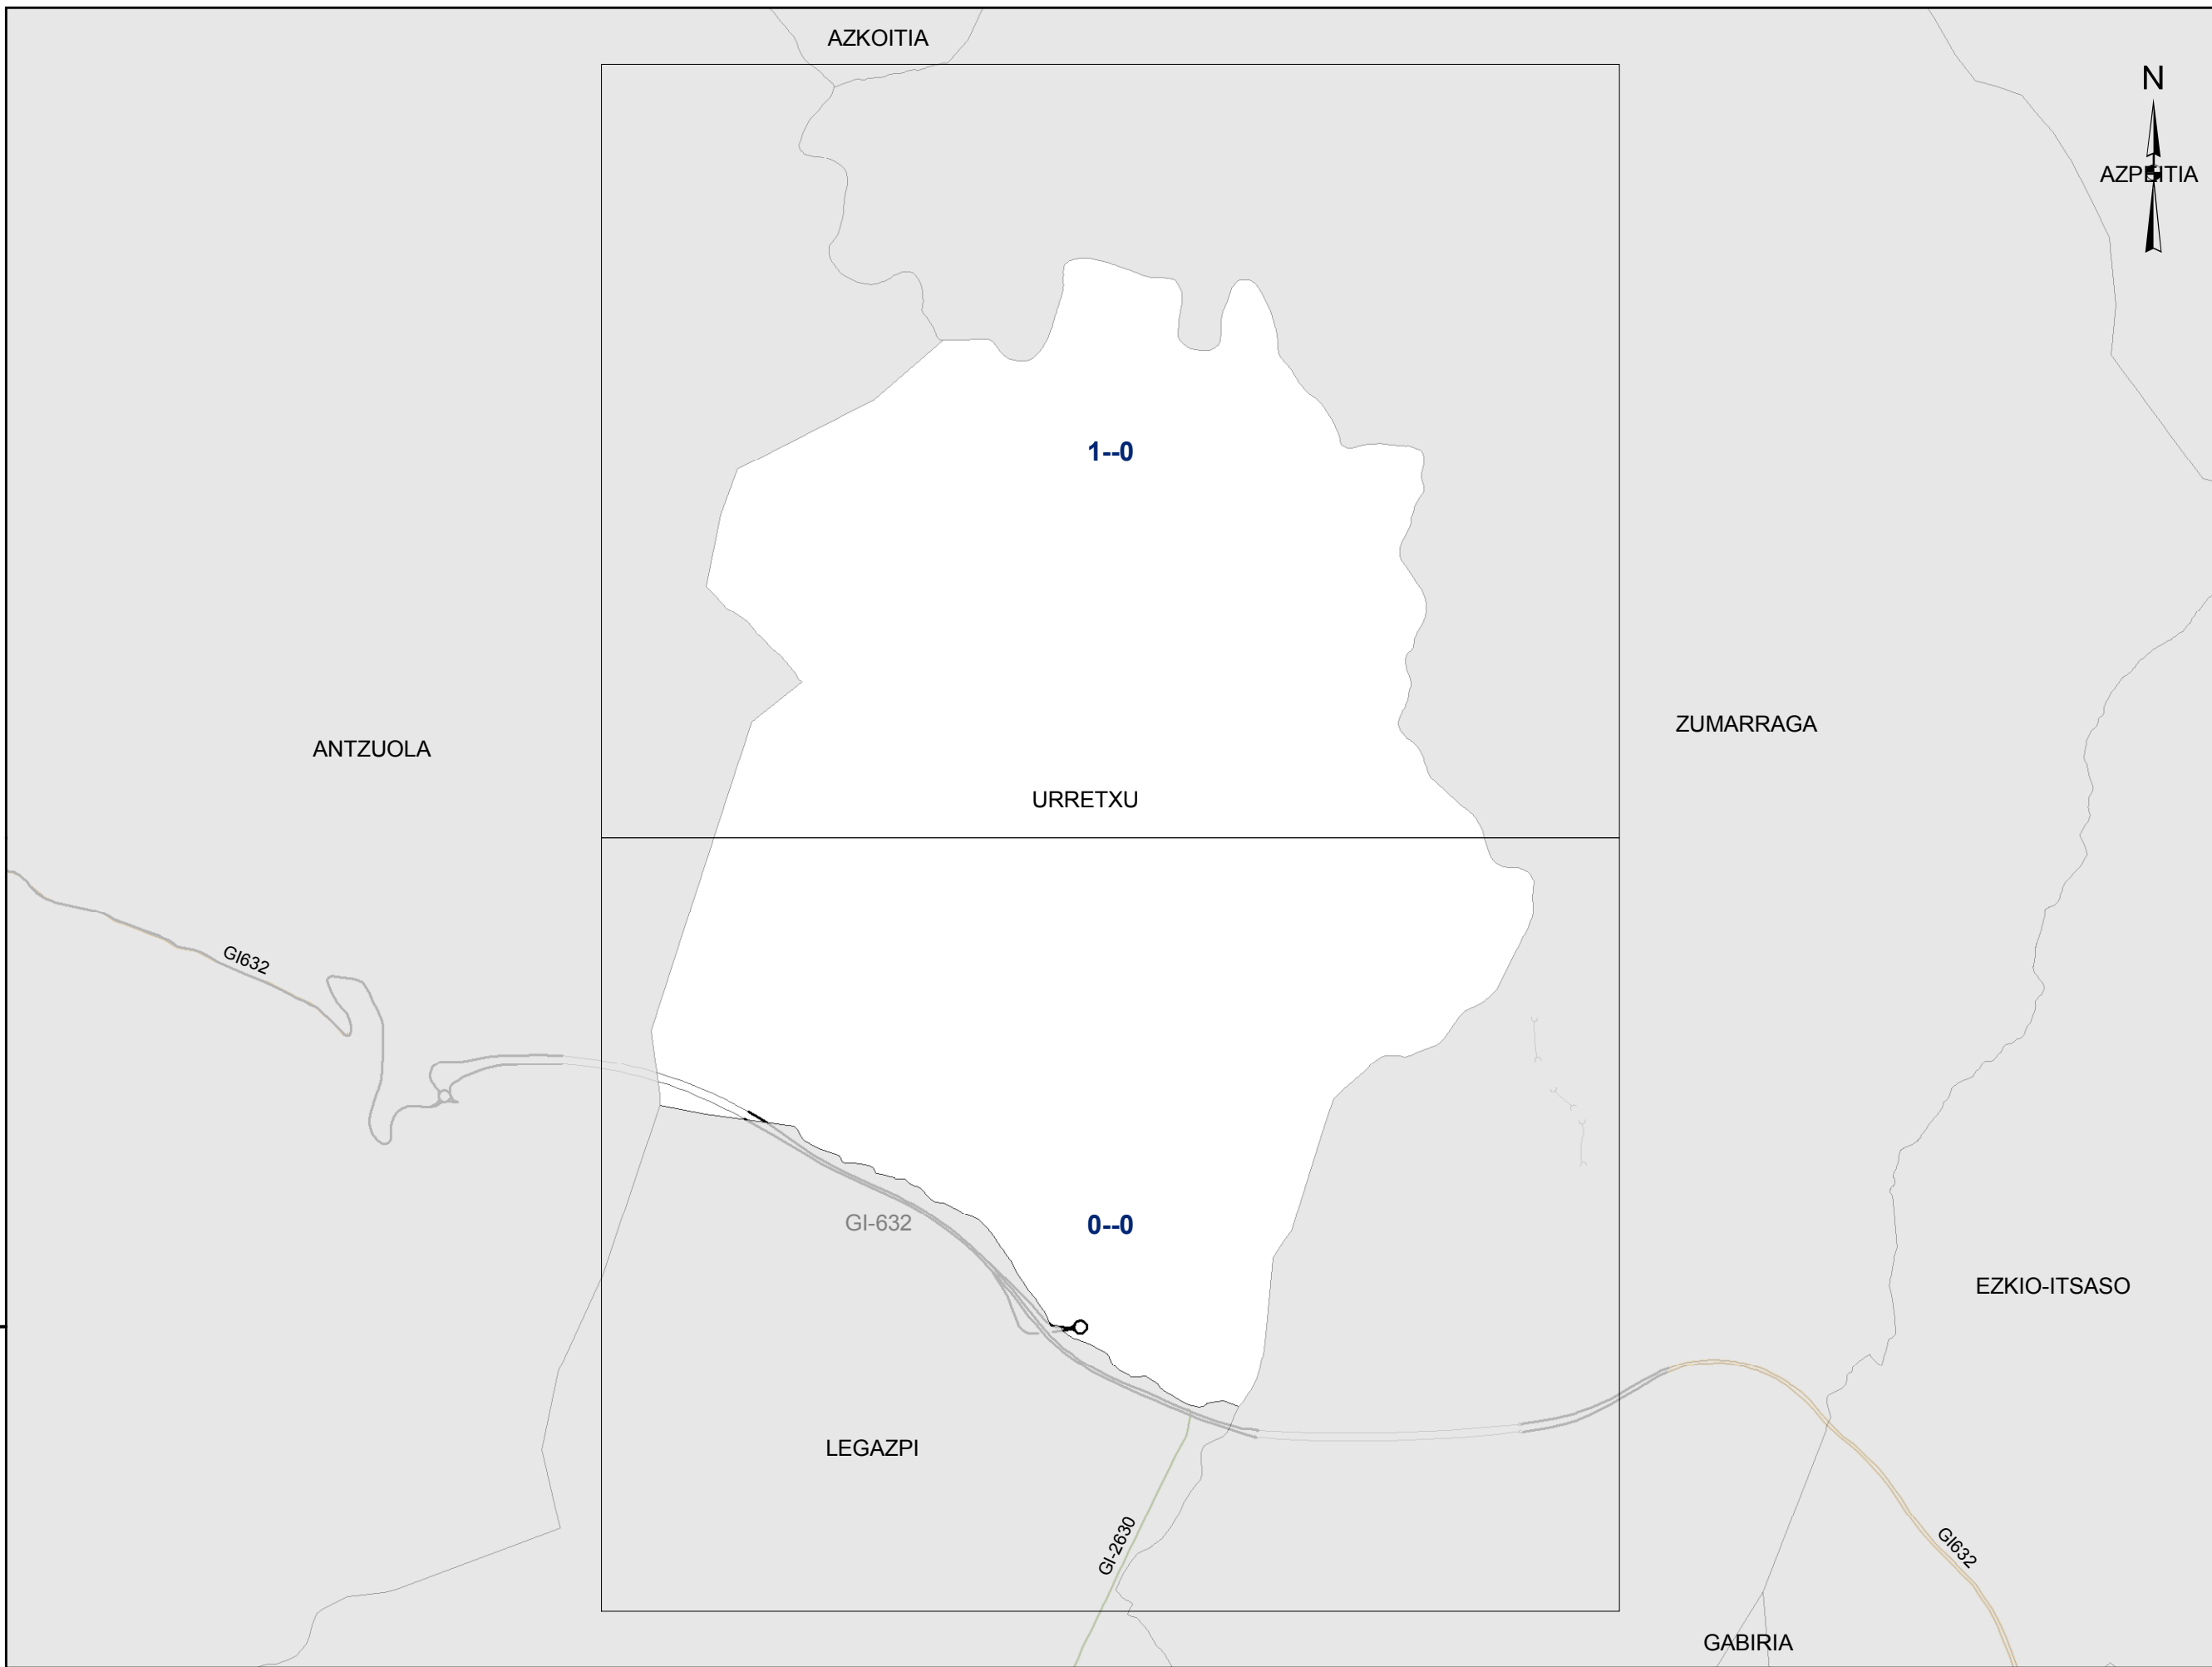 AZKOITIA
N
AZPEITIA
1--0
ZUMARRAGA
ANTZUOLA
URRETXU
GI632
GI-632
0--0
EZKIO-ITSASO
LEGAZPI
GI-2630
GI632
GABIRIA